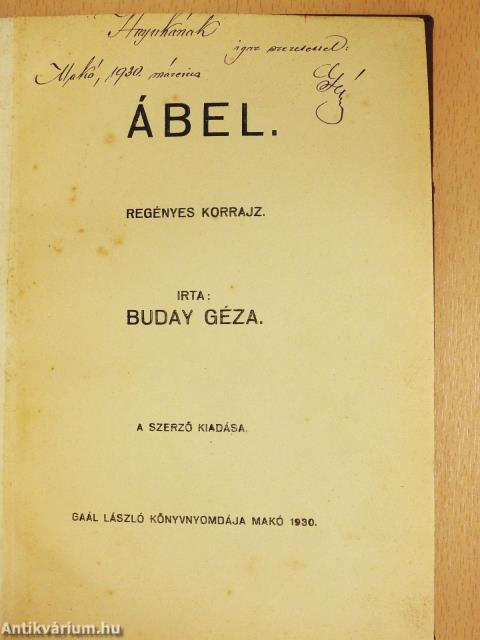 Anyukának
igaz szeretettel:
Makó, 1930. március
ÁBEL.
REGÉNYES KORRAJZ.
IRTA:
BUDAY GÉZA.
A SZERZŐ KIADÁSA.
GAÁL LÁSZLÓ KÖNYVNYOMDÁJA MAKÓ 1930.
Antikvárium.hu